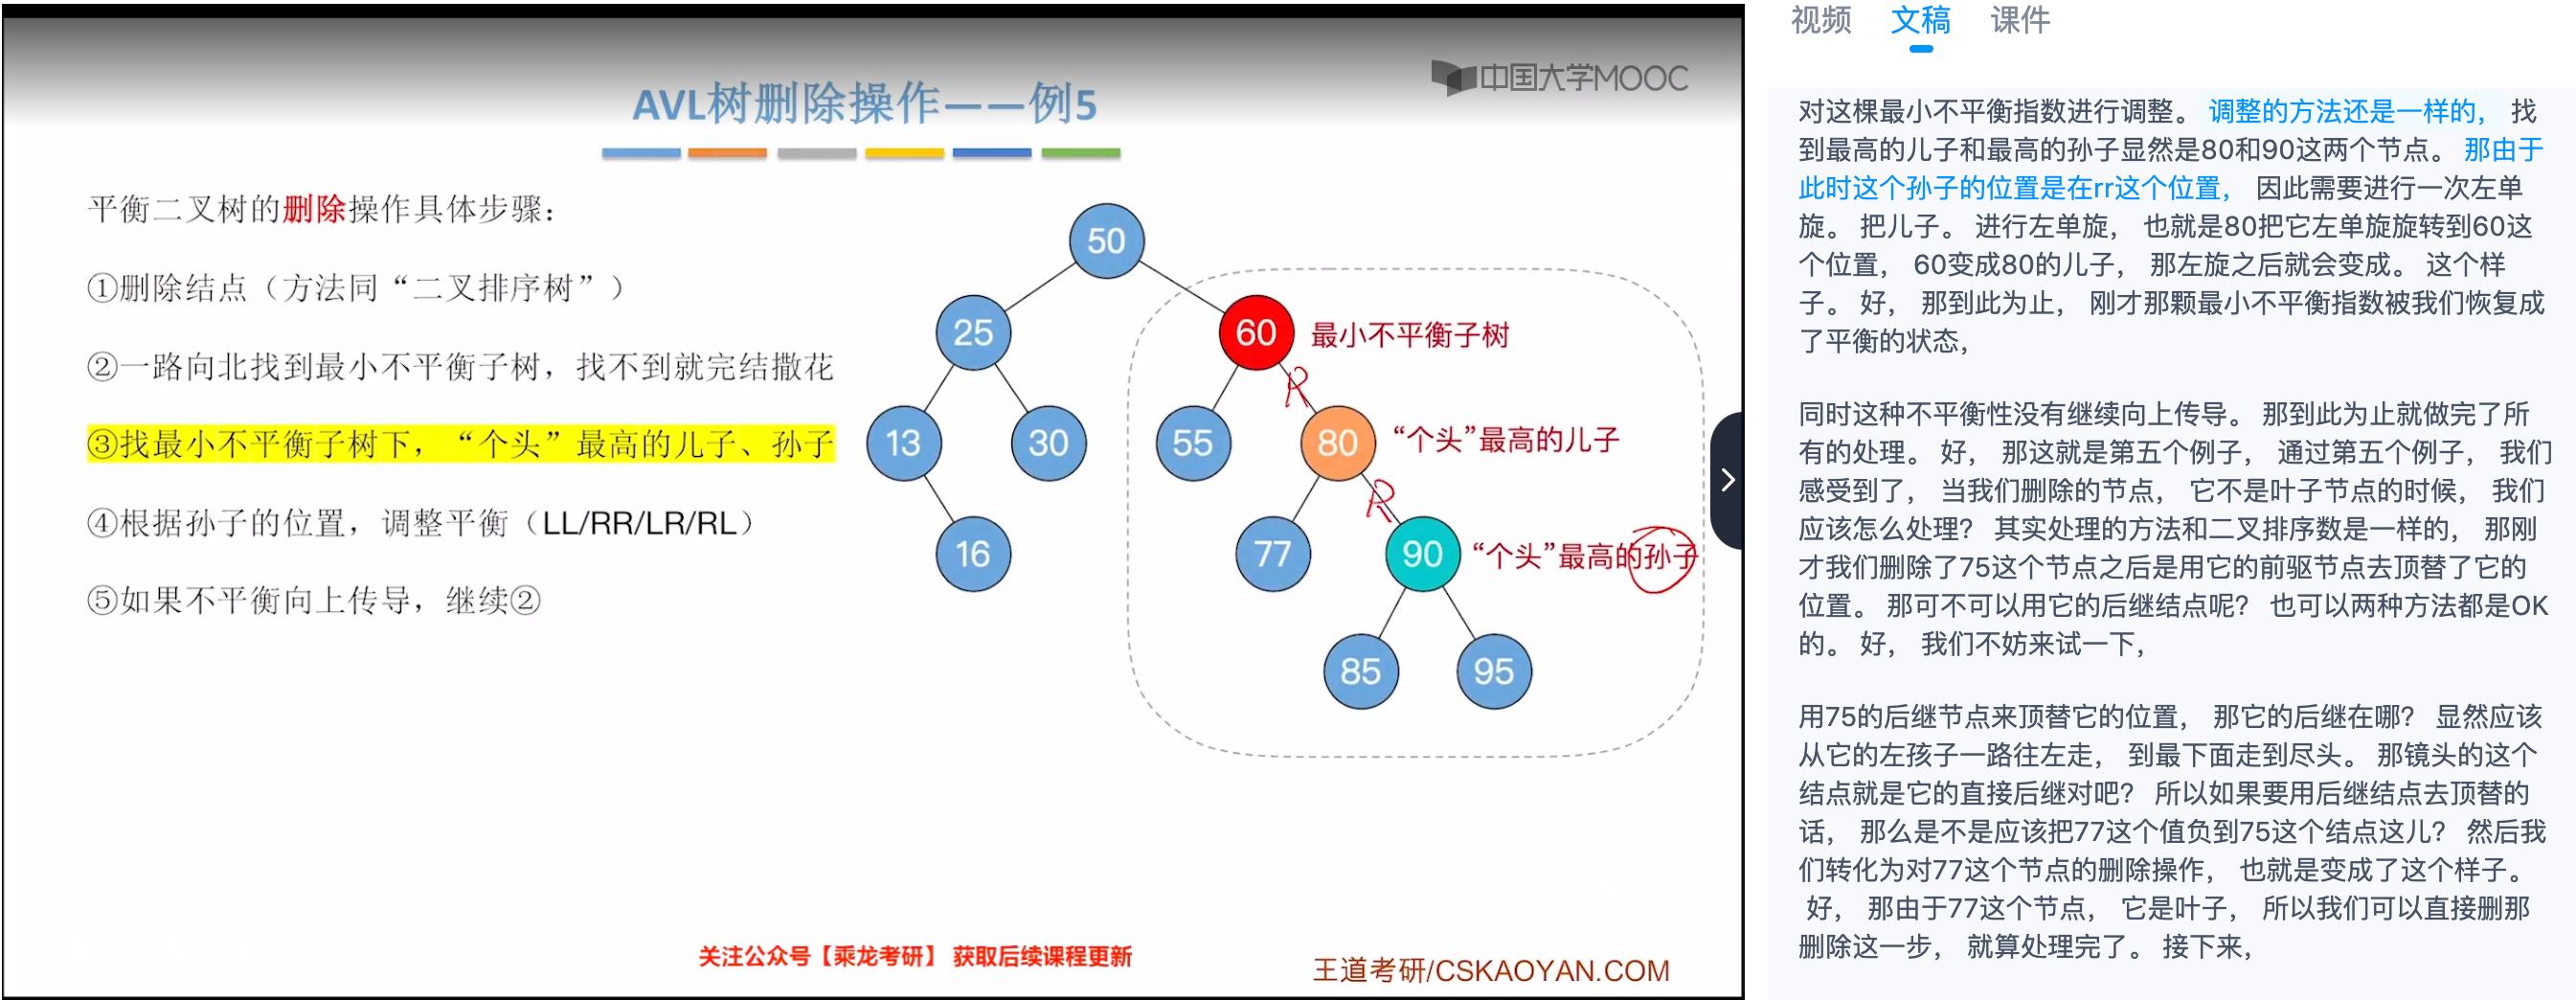 中国大学MOOC
AVL树删除操作——例5
平衡二叉树的删除操作具体步骤：
①删除结点（方法同“二叉排序树”）
②一路向北找到最小不平衡子树，找不到就完结撒花
③找最小不平衡子树下，“个头”最高的儿子、孙子
④根据孙子的位置，调整平衡（LL/RR/LR/RL）
⑤如果不平衡向上传导，继续②
50
25
60
最小不平衡子树
R
13
30
55
80
“个头”最高的儿子
R
16
77
90
“个头”最高的孙子
85
95
关注公众号【乘龙考研】 获取后续课程更新
王道考研/CSKAOYAN.COM
视频 文稿 课件
对这棵最小不平衡指数进行调整。 调整的方法还是一样的， 找
到最高的儿子和最高的孙子显然是80和90这两个节点。 那由于
此时这个孙子的位置是在rr这个位置， 因此需要进行一次左单
旋。 把儿子。 进行左单旋， 也就是80把它左单旋旋转到60这
个位置， 60变成80的儿子， 那左旋之后就会变成。 这个样
子。 好， 那到此为止， 刚才那颗最小不平衡指数被我们恢复成
了平衡的状态，
同时这种不平衡性没有继续向上传导。 那到此为止就做完了所
有的处理。 好， 那这就是第五个例子， 通过第五个例子， 我们
感受到了， 当我们删除的节点， 它不是叶子节点的时候， 我们
应该怎么处理？ 其实处理的方法和二叉排序数是一样的， 那刚
才我们删除了75这个节点之后是用它的前驱节点去顶替了它的
位置。 那可不可以用它的后继结点呢？ 也可以两种方法都是OK
的。 好， 我们不妨来试一下，
用75的后继节点来顶替它的位置， 那它的后继在哪？ 显然应该
从它的左孩子一路往左走， 到最下面走到尽头。 那镜头的这个
结点就是它的直接后继对吧？ 所以如果要用后继结点去顶替的
话， 那么是不是应该把77这个值负到75这个结点这儿？ 然后我
们转化为对77这个节点的删除操作， 也就是变成了这个样子。
好， 那由于77这个节点， 它是叶子， 所以我们可以直接删那
删除这一步， 就算处理完了。 接下来，